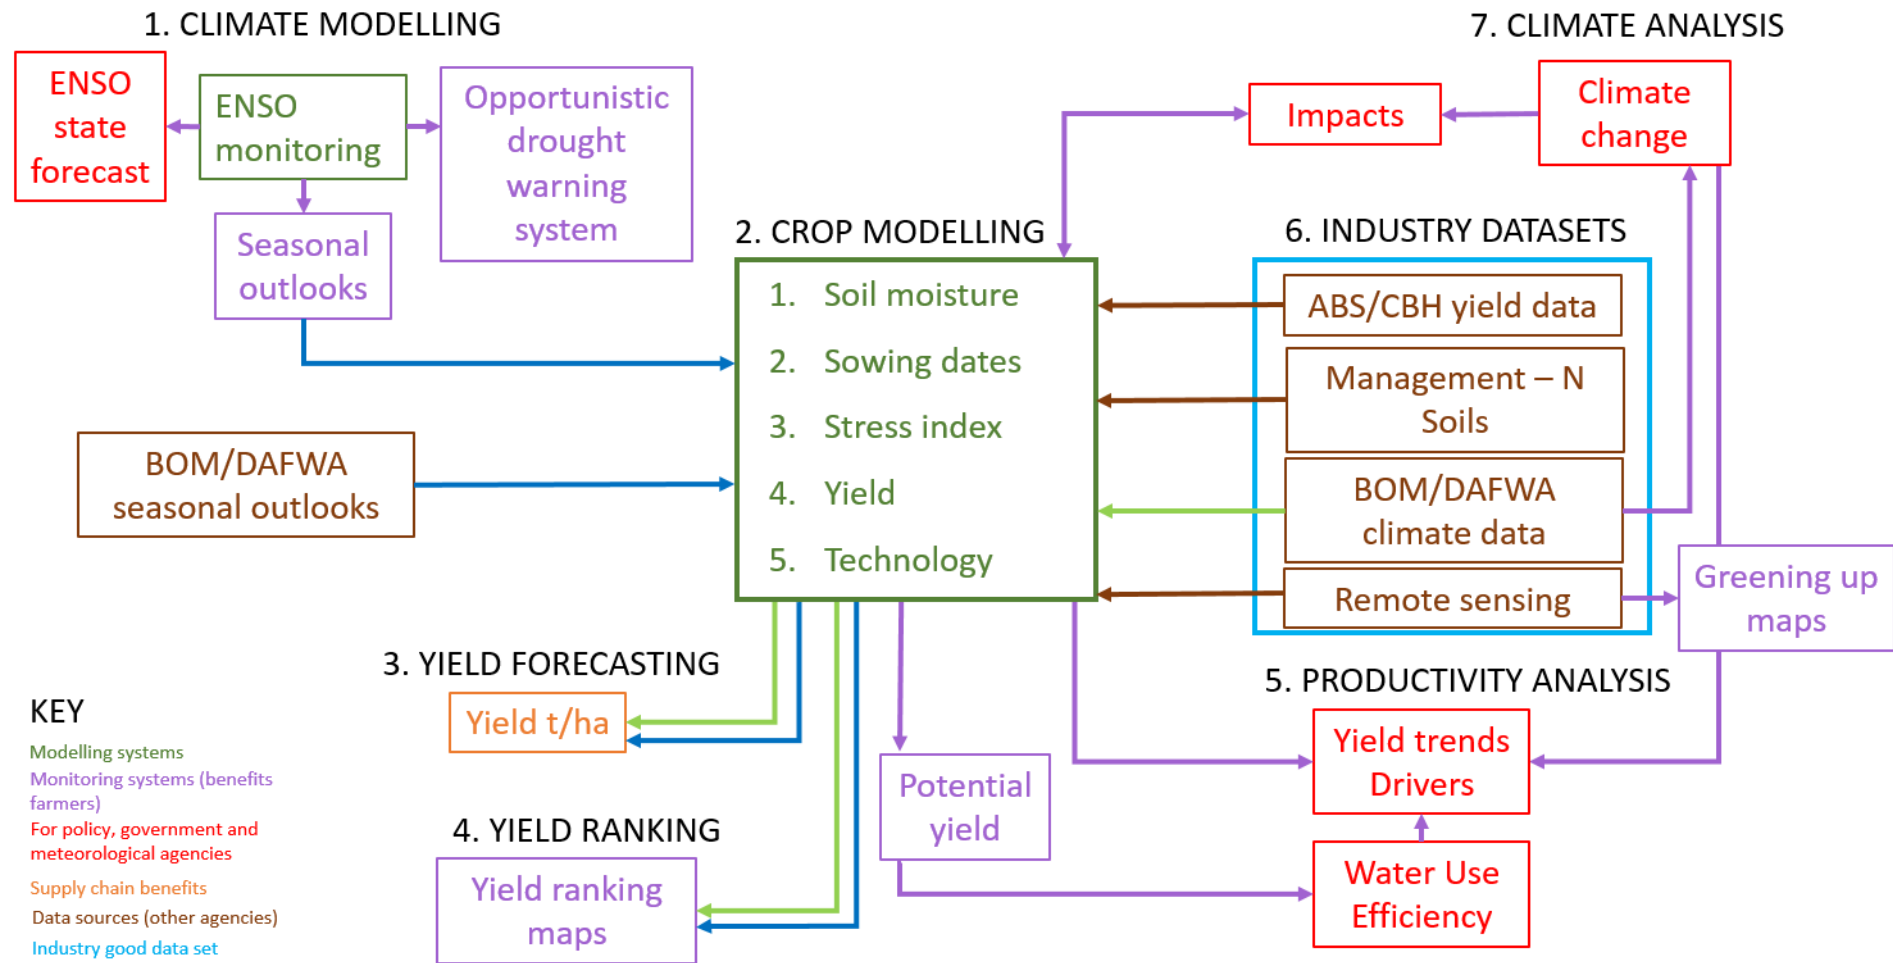 1. CLIMATE MODELLING
ENSO
state
forecast
ENSO
monitoring
Opportunistic
drought
warning
system
Seasonal
outlooks
BOM/DAFWA
seasonal outlooks
2. CROP MODELLING
1. Soil moisture
2. Sowing dates
3. Stress index
4. Yield
5. Technology
7. CLIMATE ANALYSIS
Impacts
Climate
change
6. INDUSTRY DATASETS
ABS/CBH yield data
Management – N
Soils
BOM/DAFWA
climate data
Remote sensing
Greening up
maps
3. YIELD FORECASTING
Yield t/ha
4. YIELD RANKING
Yield ranking
maps
Potential
yield
5. PRODUCTIVITY ANALYSIS
Yield trends
Drivers
Water Use
Efficiency
KEY
Modelling systems
Monitoring systems (benefits
farmers)
For policy, government and
meteorological agencies
Supply chain benefits
Data sources (other agencies)
Industry good data set